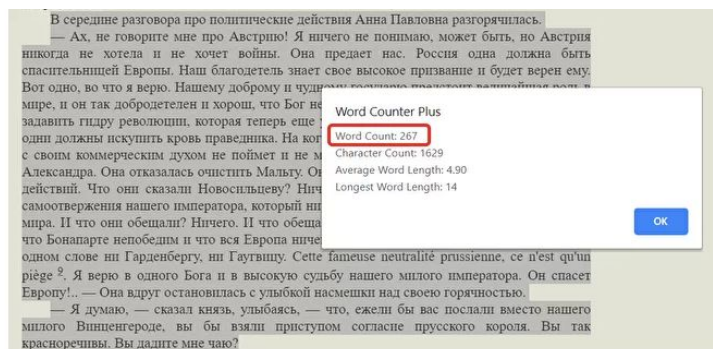 В середине разговора про политические действия Анна Павловна разгорячилась.
— Ах, не говорите мне про Австрию! Я ничего не понимаю, может быть, но Австрия
никогда не хотела и не хочет войны. Она предает нас. Россия одна должна быть
спасительницей Европы. Наш благодетель знает свое высокое призвание и будет верен ему.
Вот одно, во что я верю. Нашему доброму и чудному государю предстоит величайшая роль в
мире, и он так добродетелен и хорош, что Бог не
задавить гидру революции, которая теперь еще
одни должны искупить кровь праведника. На ког
с своим коммерческим духом не поймет и не м
Александра. Она отказалась очистить Мальту. О
действий. Что они сказали Новосильцеву? Нич
самоотвержения нашего императора, который ни
мира. И что они обещали? Ничего. И что обеща
что Бонапарте непобедим и что вся Европа ниче
одном слове ни Гарденбергу, ни Гаугвицу. Cette fameuse neutralité prussienne, ce n'est qu'un
piège 9. Я верю в одного Бога и в высокую судьбу нашего милого императора. Он спасет
Европу!.. — Она вдруг остановилась с улыбкой насмешки над своею горячностью.
— Я думаю, — сказал князь, улыбаясь, — что, ежели бы вас послали вместо нашего
милого Винценгероде, вы бы взяли приступом согласие прусского короля. Вы так
красноречивы. Вы дадите мне чаю?
Word Counter Plus
Word Count: 267
Character Count: 1629
Average Word Length: 4.90
Longest Word Length: 14
OK